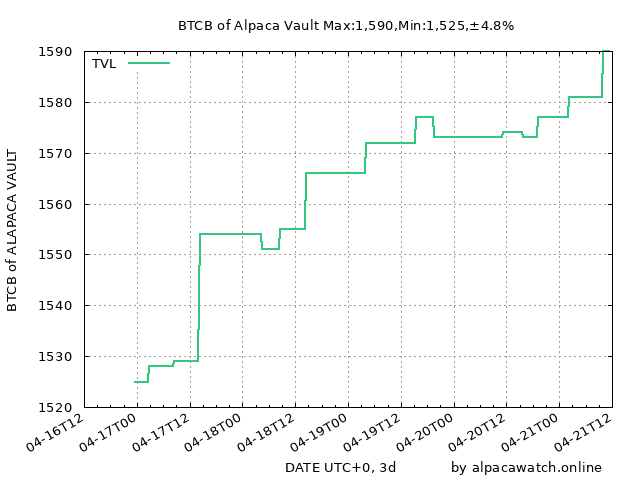 BTCB of Alpaca Vault Max:1,590,Min:1,525,±4.8%
TVL
BTCB of ALAPACA VAULT
1590
1580
1570
1560
1550
1540
1530
1520
04-16T12
04-17T00
04-17T12
04-18T00
04-18T12
04-19T00
04-19T12
04-20T00
04-20T12
04-21T00
04-21T12
DATE UTC+0, 3d
by alpacawatch.online